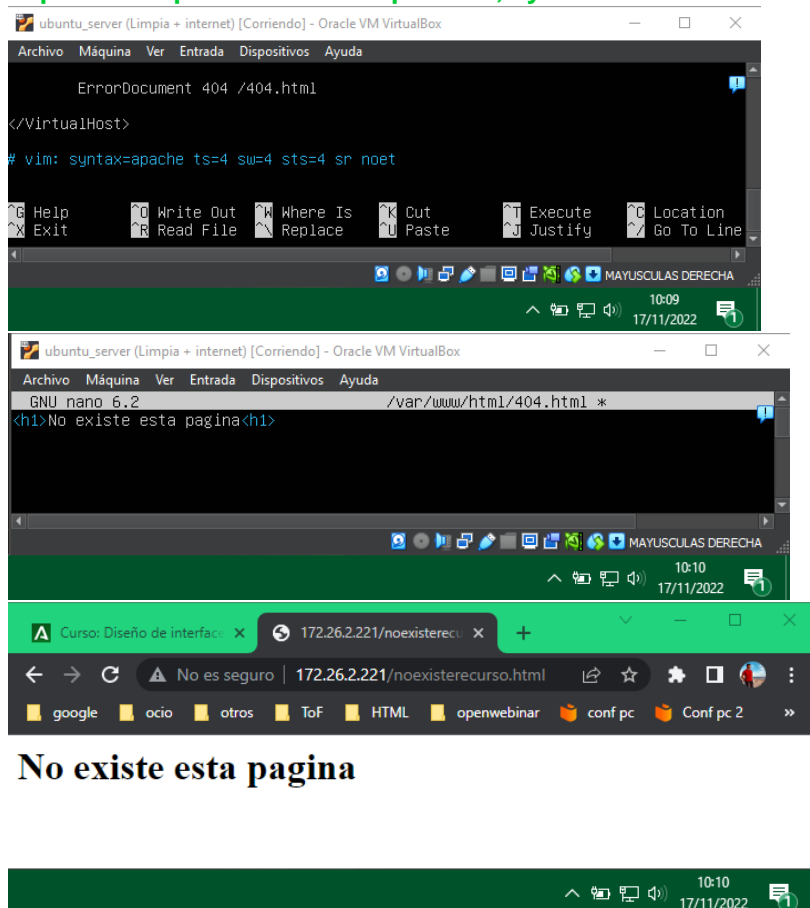 ubuntu_server (Limpia + internet) [Corriendo] - Oracle VM VirtualBox
Archivo Máquina Ver Entrada Dispositivos Ayuda
ErrorDocument 404 /404.html
</VirtualHost>
# vim: syntax=apache ts=4 sw=4 sts=4 sr noet
^G Help ^O Write Out ^W Where Is ^K Cut ^T Execute ^C Location
^X Exit ^R Read File ^\ Replace ^U Paste ^J Justify ^/ Go To Line
MAYUSCULAS DERECHA
10:09
17/11/2022
1
ubuntu_server (Limpia + internet) [Corriendo] - Oracle VM VirtualBox
Archivo Máquina Ver Entrada Dispositivos Ayuda
GNU nano 6.2 /var/www/html/404.html *
<h1>No existe esta pagina<h1>
MAYUSCULAS DERECHA
10:10
17/11/2022
1
A Curso: Diseño de interface 172.26.2.221/noexisterecu
No es seguro | 172.26.2.221/noexisterecurso.html
google ocio otros ToF HTML openwebinar conf pc Conf pc 2 »
No existe esta pagina
10:10
17/11/2022
1